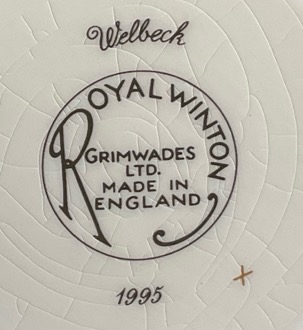 Welbeck
ROYAL WINTON
GRIMWADES
LTD.
MADE IN
ENGLAND
1995